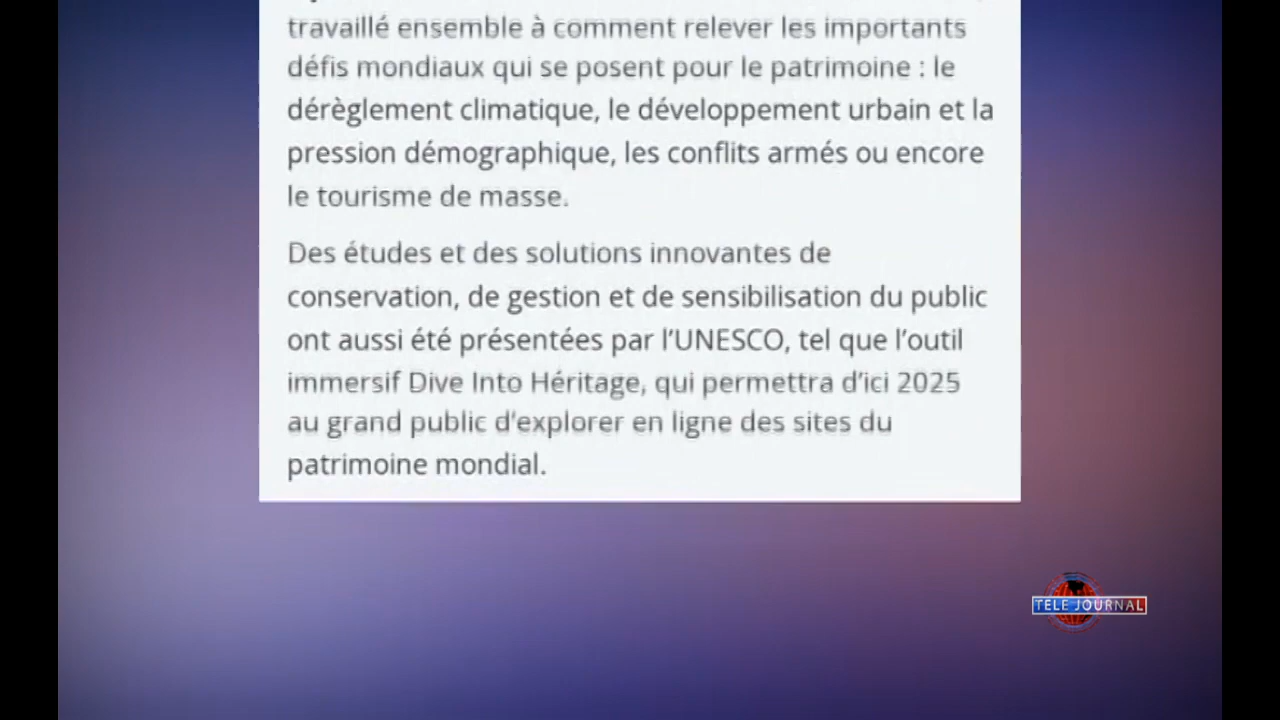 travaillé ensemble à comment relever les importants
défis mondiaux qui se posent pour le patrimoine : le
dérèglement climatique, le développement urbain et la
pression démographique, les conflits armés ou encore
le tourisme de masse.
Des études et des solutions innovantes de
conservation, de gestion et de sensibilisation du public
ont aussi été présentées par l’UNESCO, tel que l’outil
immersif Dive Into Héritage, qui permettra d’ici 2025
au grand public d’explorer en ligne des sites du
patrimoine mondial.
TELE JOURNAL